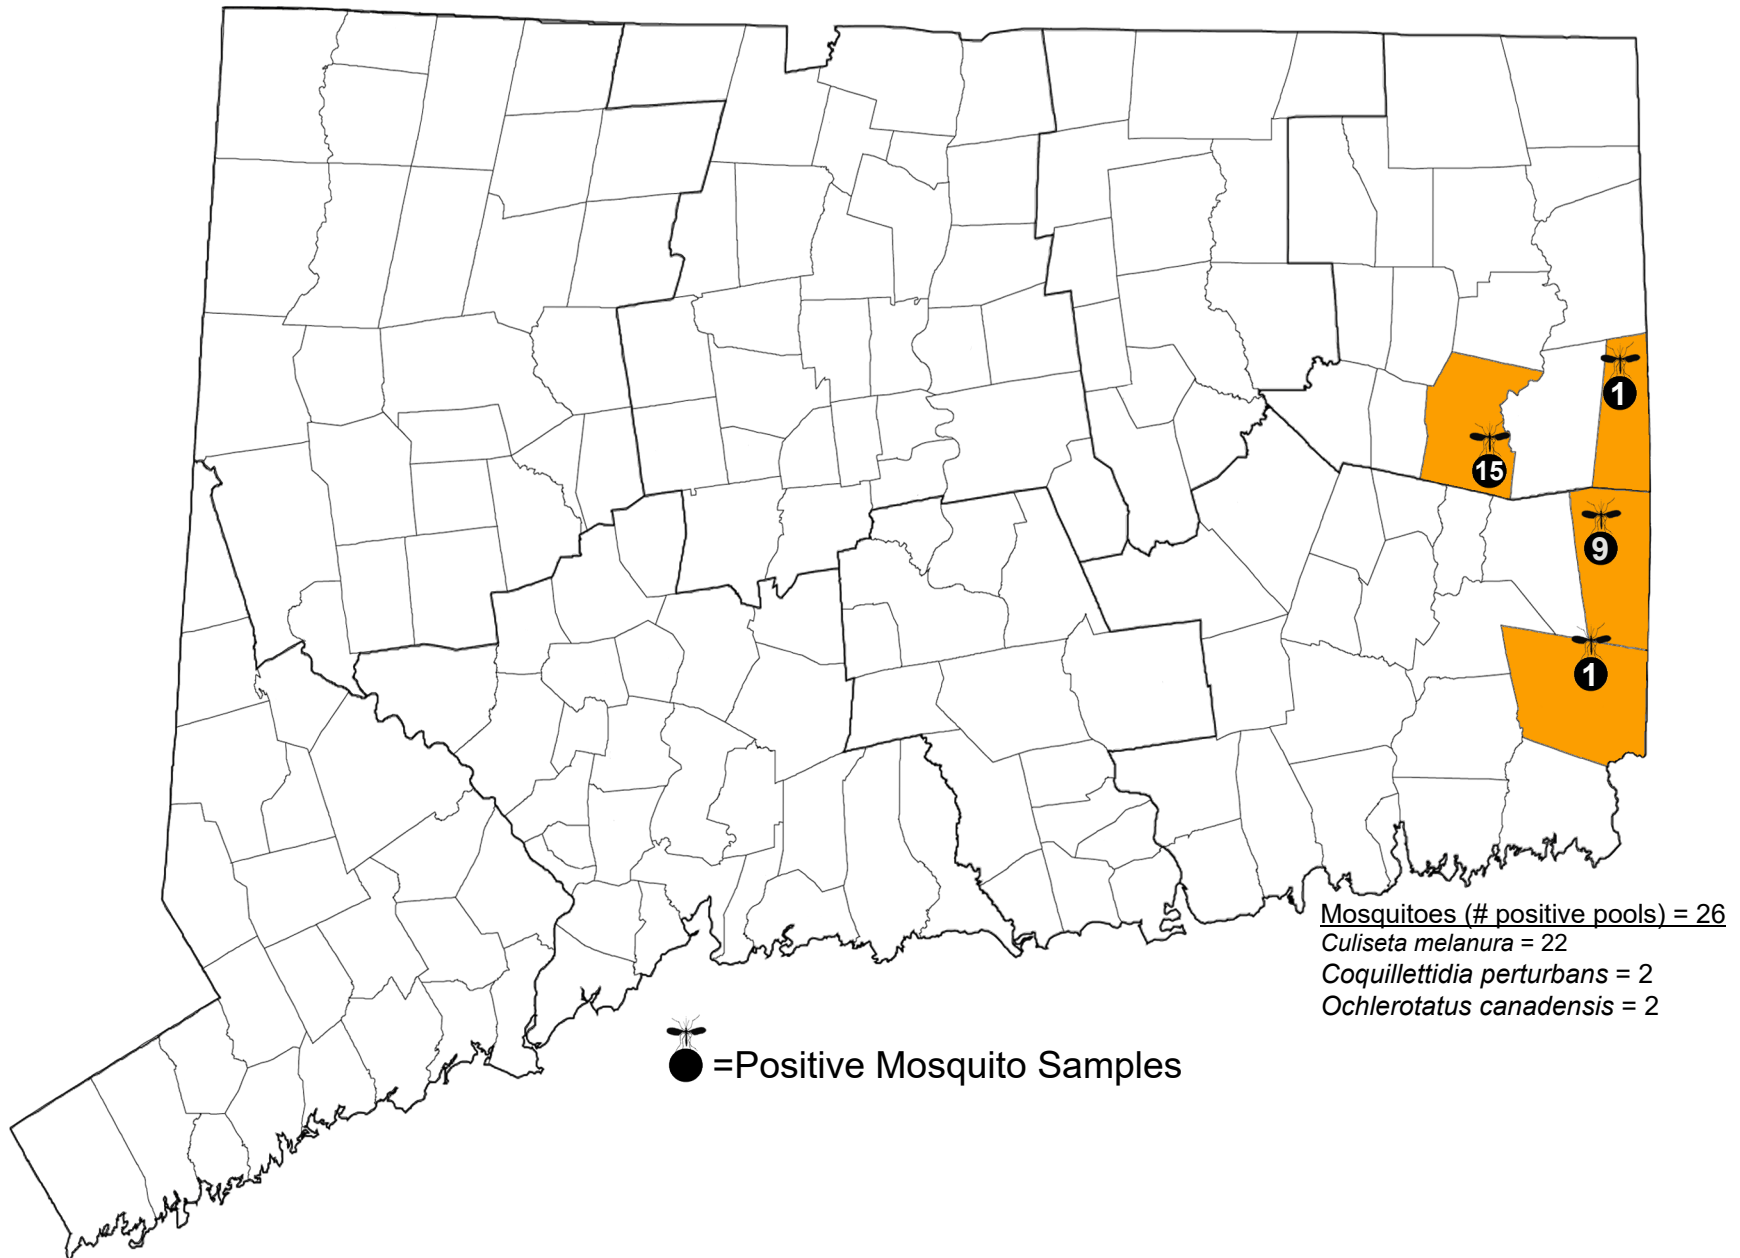 1
15
9
1
Mosquitoes (# positive pools) = 26
Culiseta melanura = 22
Coquillettidia perturbans = 2
Ochlerotatus canadensis = 2
=Positive Mosquito Samples